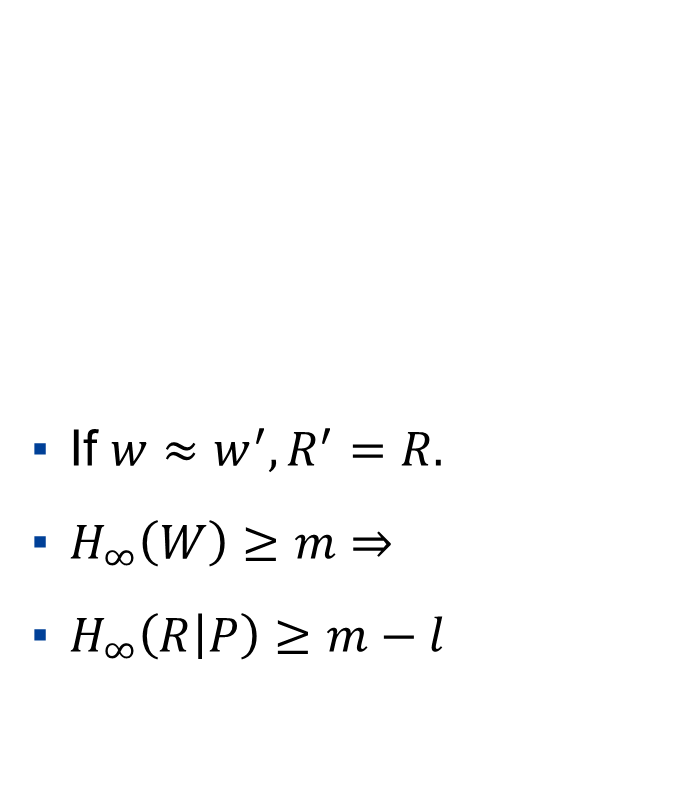 ▪ If w ≈ w′, R′ = R.
▪ H∞(W) ≥ m ⇒
▪ H∞(R|P) ≥ m − l